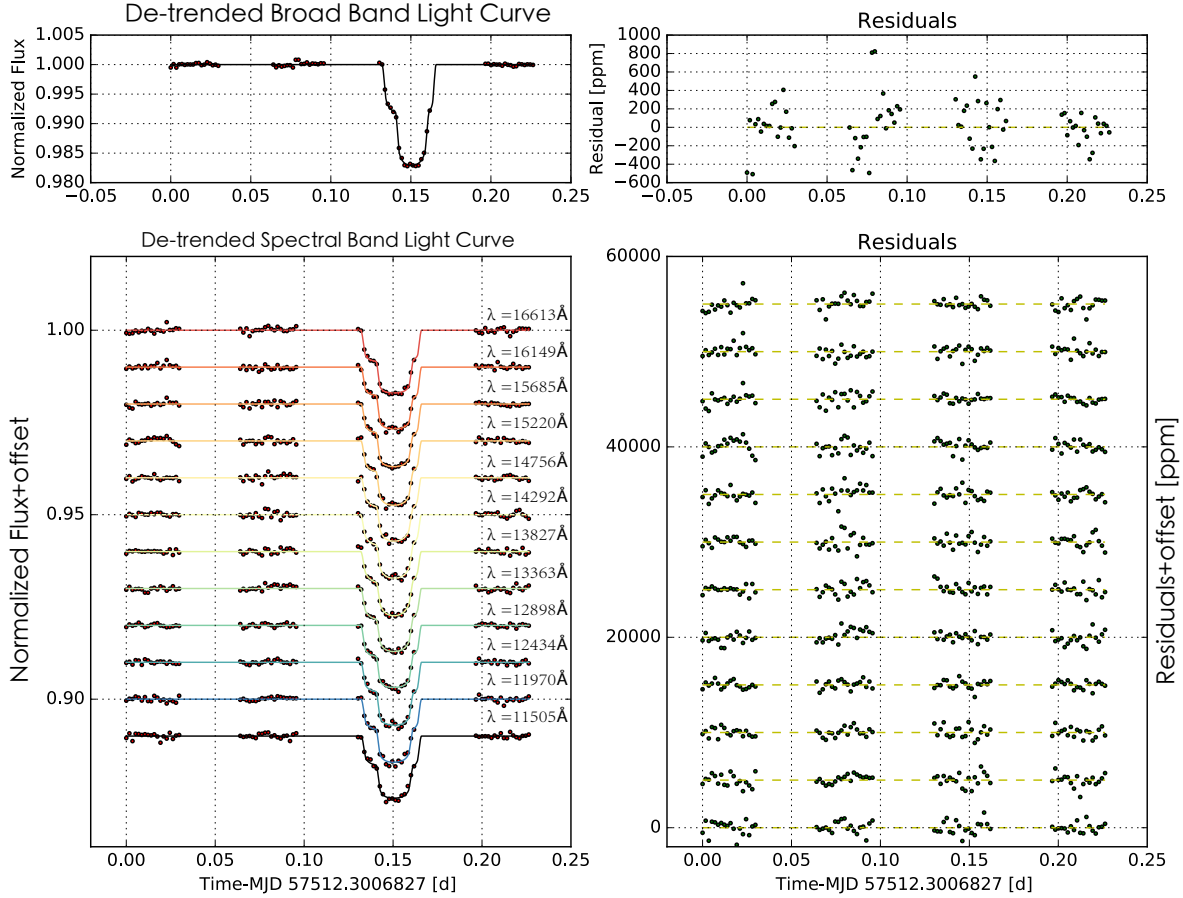 De-trended Broad Band Light Curve
Normalized Flux
1.005
1.000
0.995
0.990
0.985
0.980
−0.05 0.00 0.05 0.10 0.15 0.20 0.25
Residuals
Residual [ppm]
1000
800
600
400
200
0
−200
−400
−600
−0.05 0.00 0.05 0.10 0.15 0.20 0.25
De-trended Spectral Band Light Curve
Normalized Flux+offset
1.00
0.95
0.90
λ =16613Å
λ =16149Å
λ =15685Å
λ =15220Å
λ =14756Å
λ =14292Å
λ =13827Å
λ =13363Å
λ =12898Å
λ =12434Å
λ =11970Å
λ =11505Å
0.00 0.05 0.10 0.15 0.20 0.25
Time-MJD 57512.3006827 [d]
Residuals
60000
40000
20000
0
Residuals+offset [ppm]
0.00 0.05 0.10 0.15 0.20 0.25
Time-MJD 57512.3006827 [d]